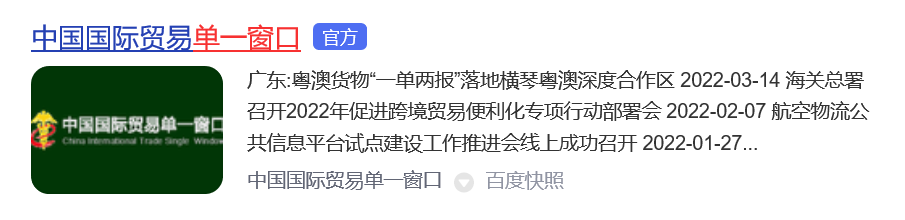 中国国际贸易单一窗口 官方
中国国际贸易单一窗口
China International Trade Single Window
广东:粤澳货物“一单两报”落地横琴粤澳深度合作区 2022-03-14 海关总署
召开2022年促进跨境贸易便利化专项行动部署会 2022-02-07 航空物流公
共信息平台试点建设工作推进会线上成功召开 2022-01-27...
中国国际贸易单一窗口 百度快照